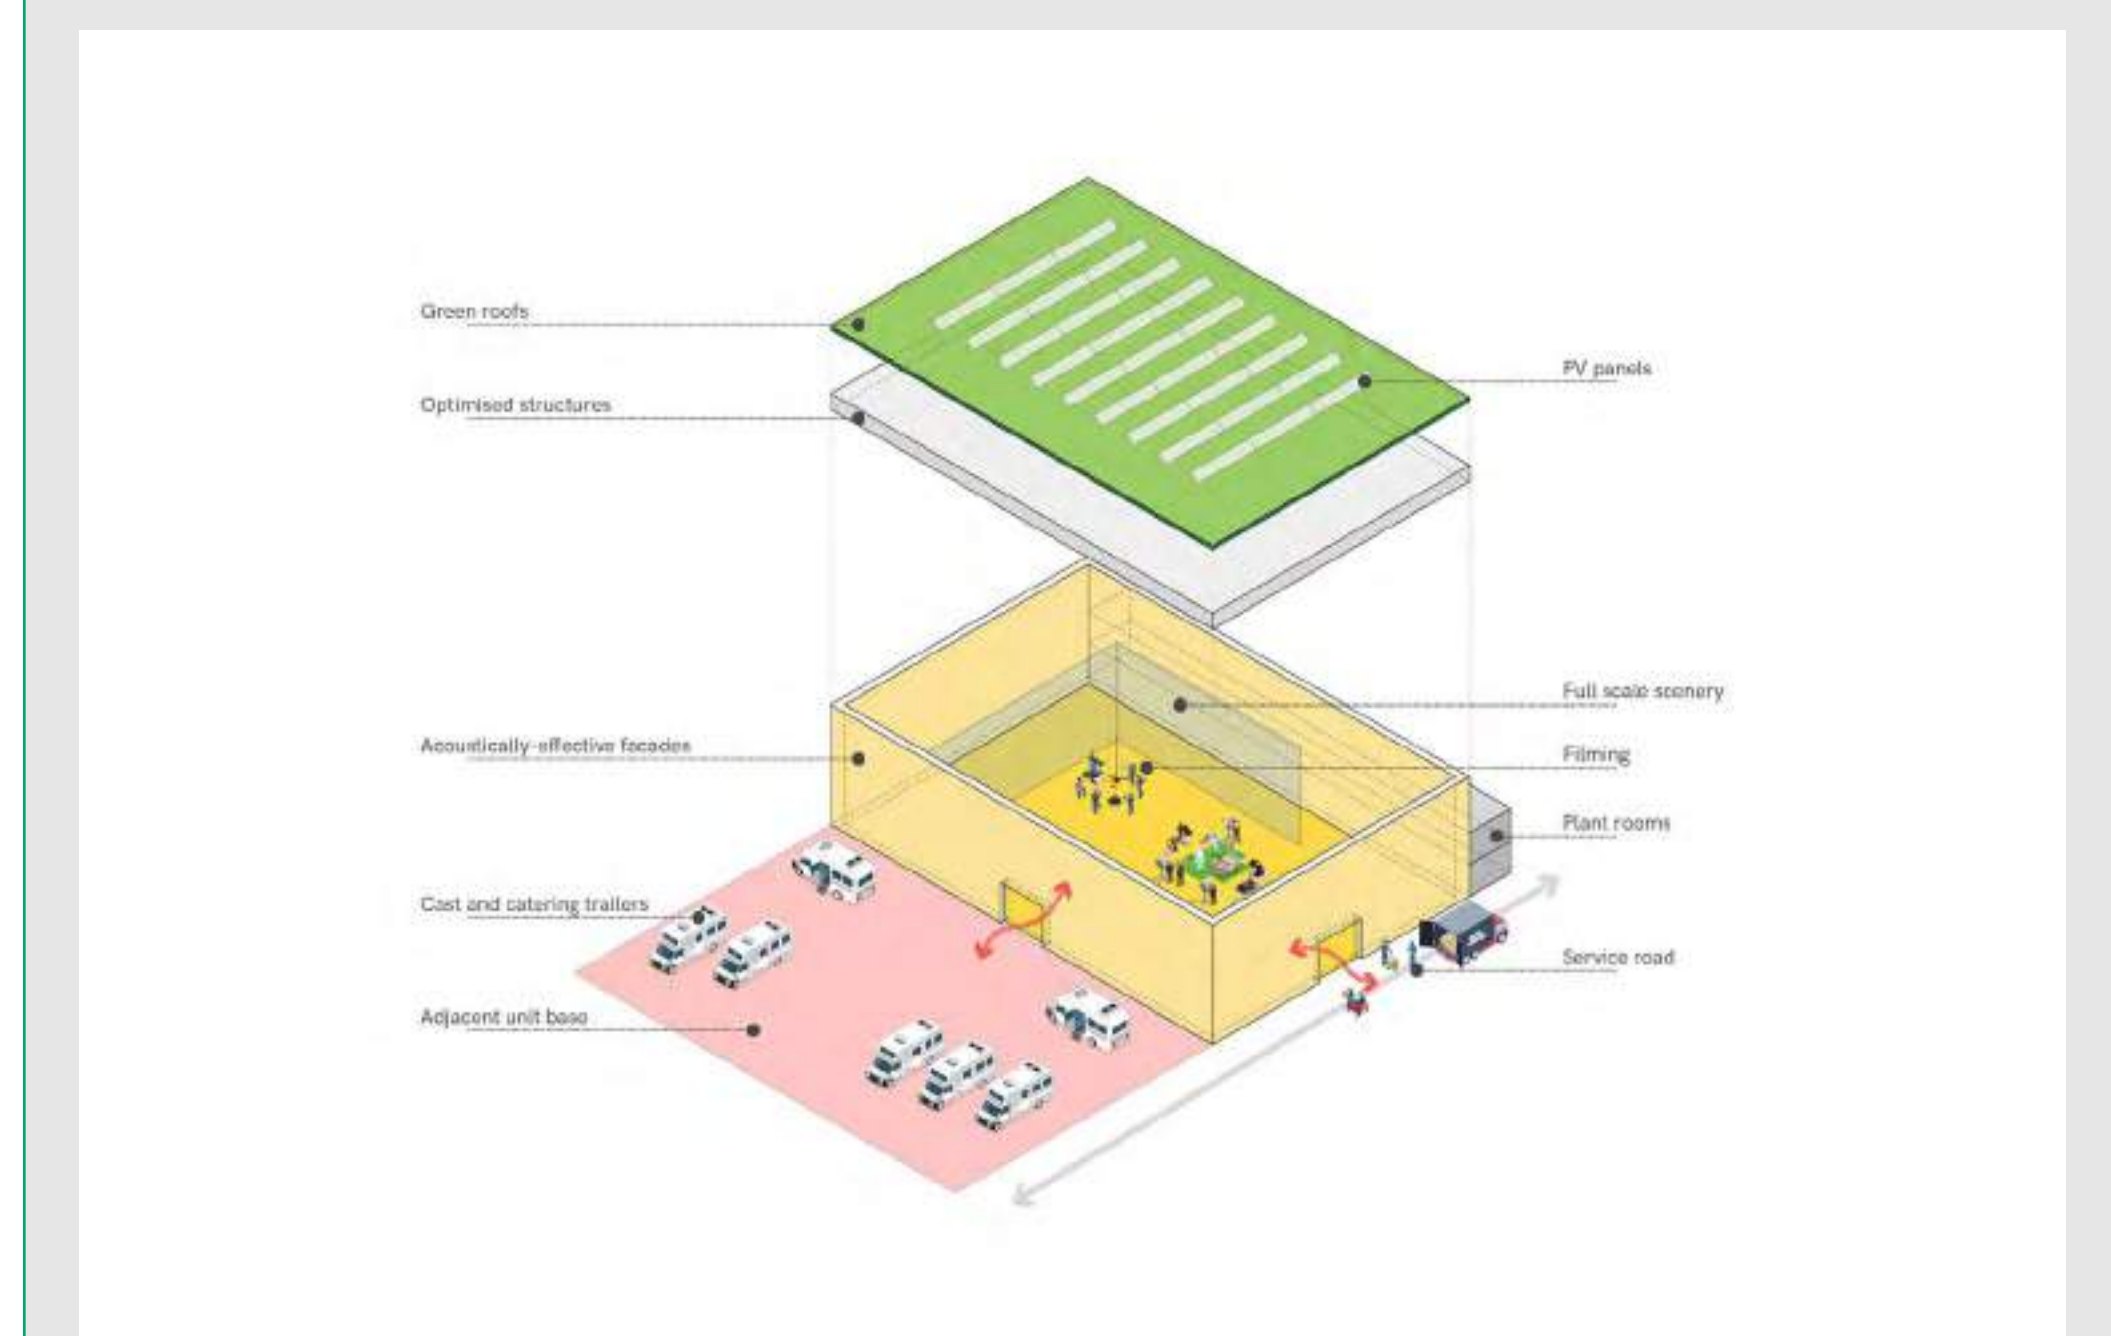 Green roofs
PV panels
Optimised structures
Full scale scenery
Acoustically-effective facades
Filming
Plant rooms
Cast and catering trailers
Service road
Adjacent unit base